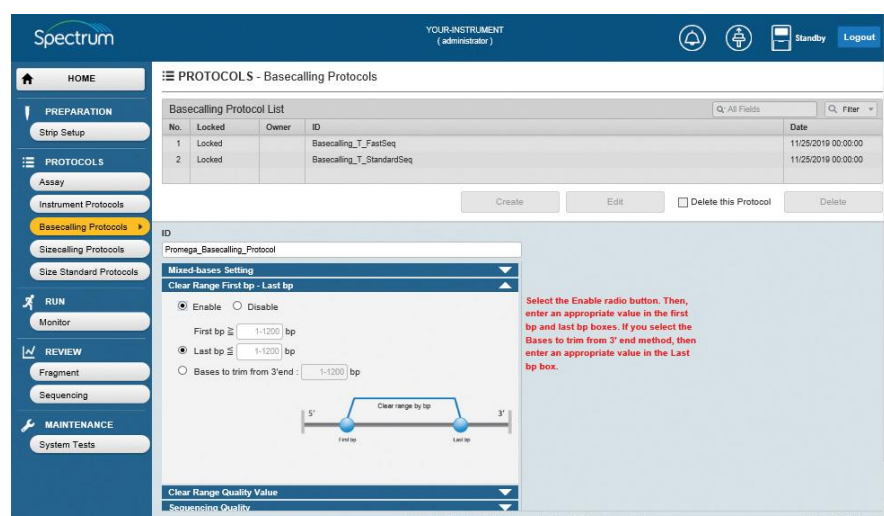 Spectrum
YOUR-INSTRUMENT
( administrator )
Standby
Logout
HOME
PREPARATION
Strip Setup
PROTOCOLS
Assay
Instrument Protocols
Basecalling Protocols
Sizecalling Protocols
Size Standard Protocols
RUN
Monitor
REVIEW
Fragment
Sequencing
MAINTENANCE
System Tests
PROTOCOLS - Basecalling Protocols
Basecalling Protocol List
All Fields
Filter
No. Locked Owner ID Date
1 Locked Basecalling_T_FastSeq 11/25/2019 00:00:00
2 Locked Basecalling_T_StandardSeq 11/25/2019 00:00:00
Create Edit Delete this Protocol Delete
ID
Promega_Basecalling_Protocol
Mixed-bases Setting
Clear Range First bp - Last bp
Enable Disable
First bp ≧ 1-1200 bp
Last bp ≦ 1-1200 bp
Bases to trim from 3'end : 1-1200 bp
5' Clear range by bp 3'
First bp Last bp
Select the Enable radio button. Then,
enter an appropriate value in the first
bp and last bp boxes. If you select the
Bases to trim from 3' end method, then
enter an appropriate value in the Last
bp box.
Clear Range Quality Value
Sequencing Quality